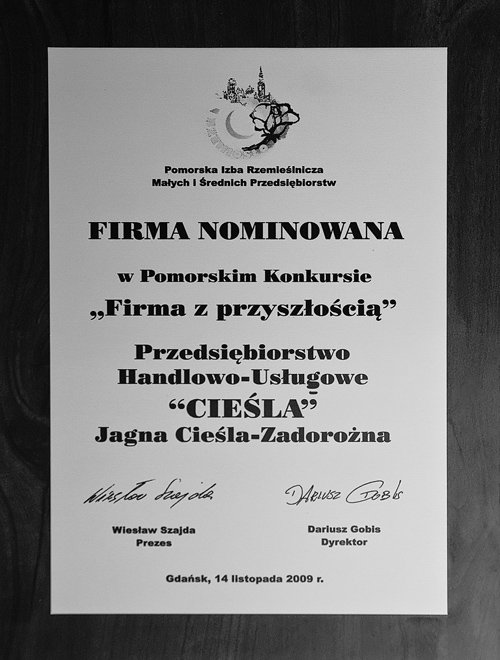 Pomorska Izba Rzemieślnicza
Małych i Średnich Przedsiębiorstw
FIRMA NOMINOWANA
w Pomorskim Konkursie
„Firma z przyszłością”
Przedsiębiorstwo
Handlowo-Usługowe
“CIEŚLA”
Jagna Cieśla-Zadorożna
Wiesław Szajda
DARIUSZ GOBIS
Wiesław Szajda
Prezes
Dariusz Gobis
Dyrektor
Gdańsk, 14 listopada 2009 r.